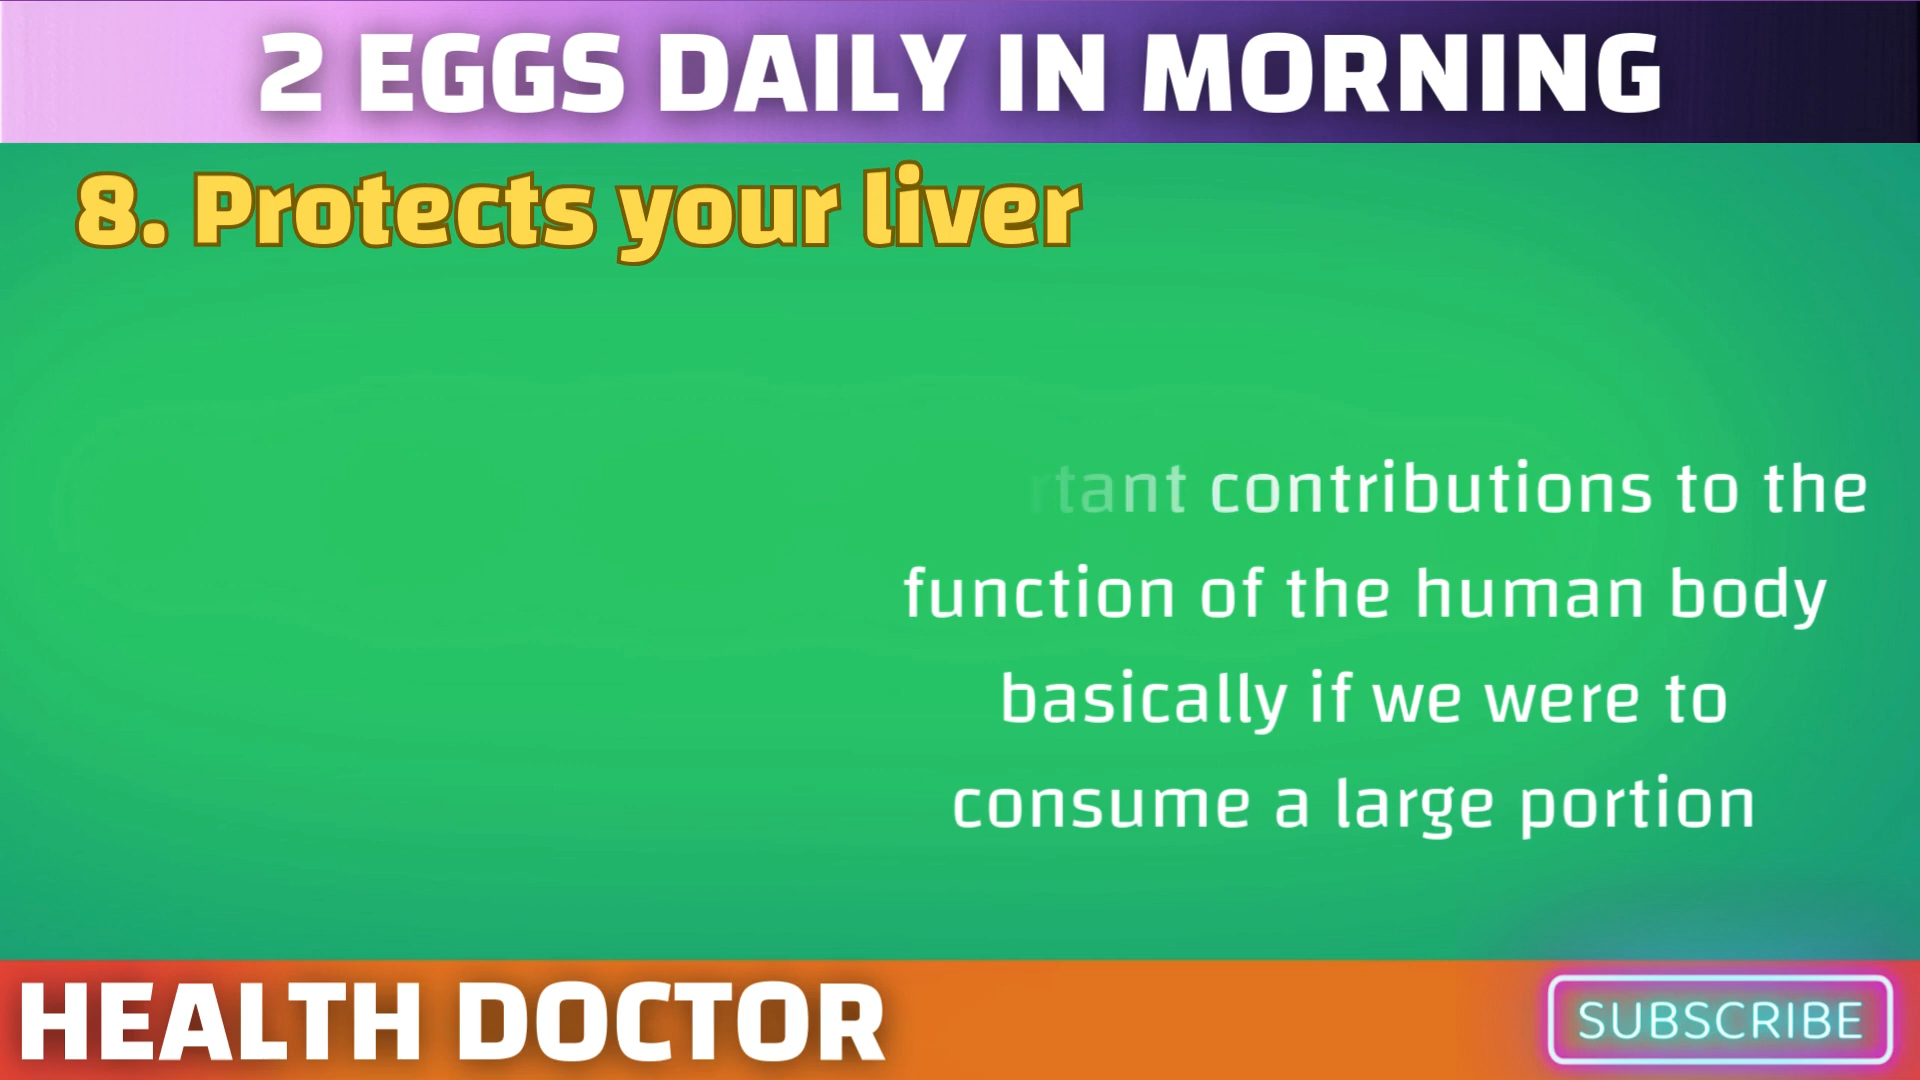 2 EGGS DAILY IN MORNING
8. Protects your liver
contributions to the
function of the human body
basically if we were to
consume a large portion
HEALTH DOCTOR
SUBSCRIBE